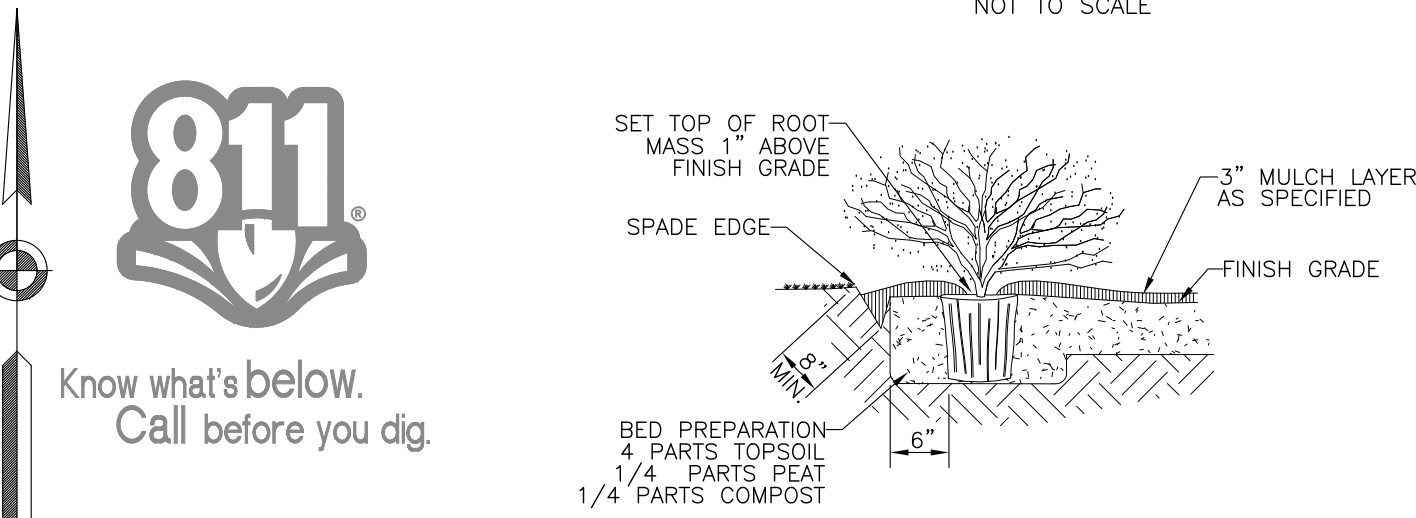 NOT TO SCALE
811®
Know what's below.
Call before you dig.
SET TOP OF ROOT
MASS 1" ABOVE
FINISH GRADE
SPADE EDGE
3" MULCH LAYER
AS SPECIFIED
FINISH GRADE
8"
MIN.
BED PREPARATION
4 PARTS TOPSOIL
1/4 PARTS PEAT
1/4 PARTS COMPOST
6"